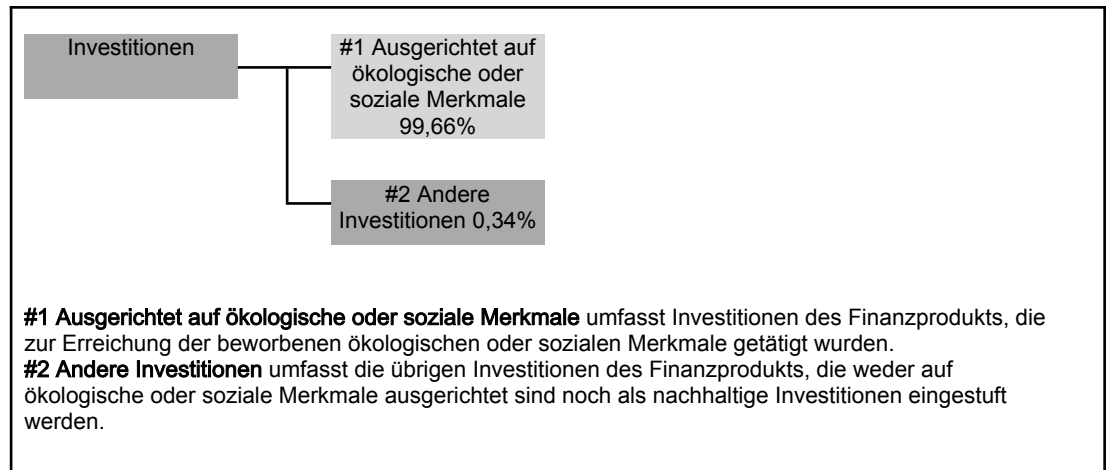 Investitionen
#1 Ausgerichtet auf
ökologische oder
soziale Merkmale
99,66%
#2 Andere
Investitionen 0,34%
#1 Ausgerichtet auf ökologische oder soziale Merkmale umfasst Investitionen des Finanzprodukts, die
zur Erreichung der beworbenen ökologischen oder sozialen Merkmale getätigt wurden.
#2 Andere Investitionen umfasst die übrigen Investitionen des Finanzprodukts, die weder auf
ökologische oder soziale Merkmale ausgerichtet sind noch als nachhaltige Investitionen eingestuft
werden.